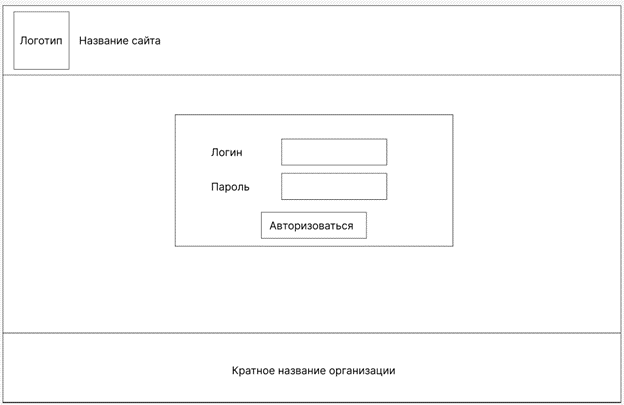 Логотип
Название сайта
Логин
Пароль
Авторизоваться
Кратное название организации